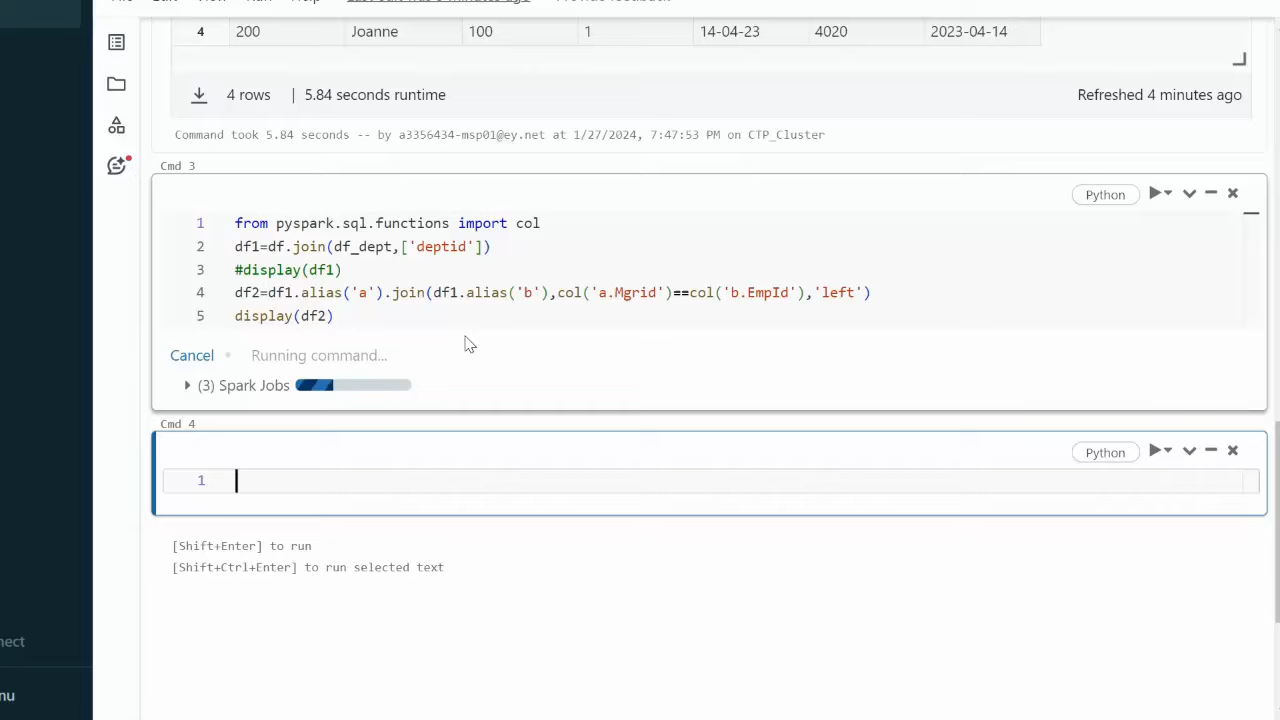 4 200 Joanne 100 1 14-04-23 4020 2023-04-14
4 rows | 5.84 seconds runtime Refreshed 4 minutes ago
Command took 5.84 seconds -- by a3356434-msp01@ey.net at 1/27/2024, 7:47:53 PM on CTP_Cluster
Cmd 3
Python
1 from pyspark.sql.functions import col
2 df1=df.join(df_dept,['deptid'])
3 #display(df1)
4 df2=df1.alias('a').join(df1.alias('b'),col('a.Mgrid')==col('b.EmpId'),'left')
5 display(df2)
Cancel Running command...
(3) Spark Jobs
Cmd 4
Python
1
[Shift+Enter] to run
[Shift+Ctrl+Enter] to run selected text
nect
nu